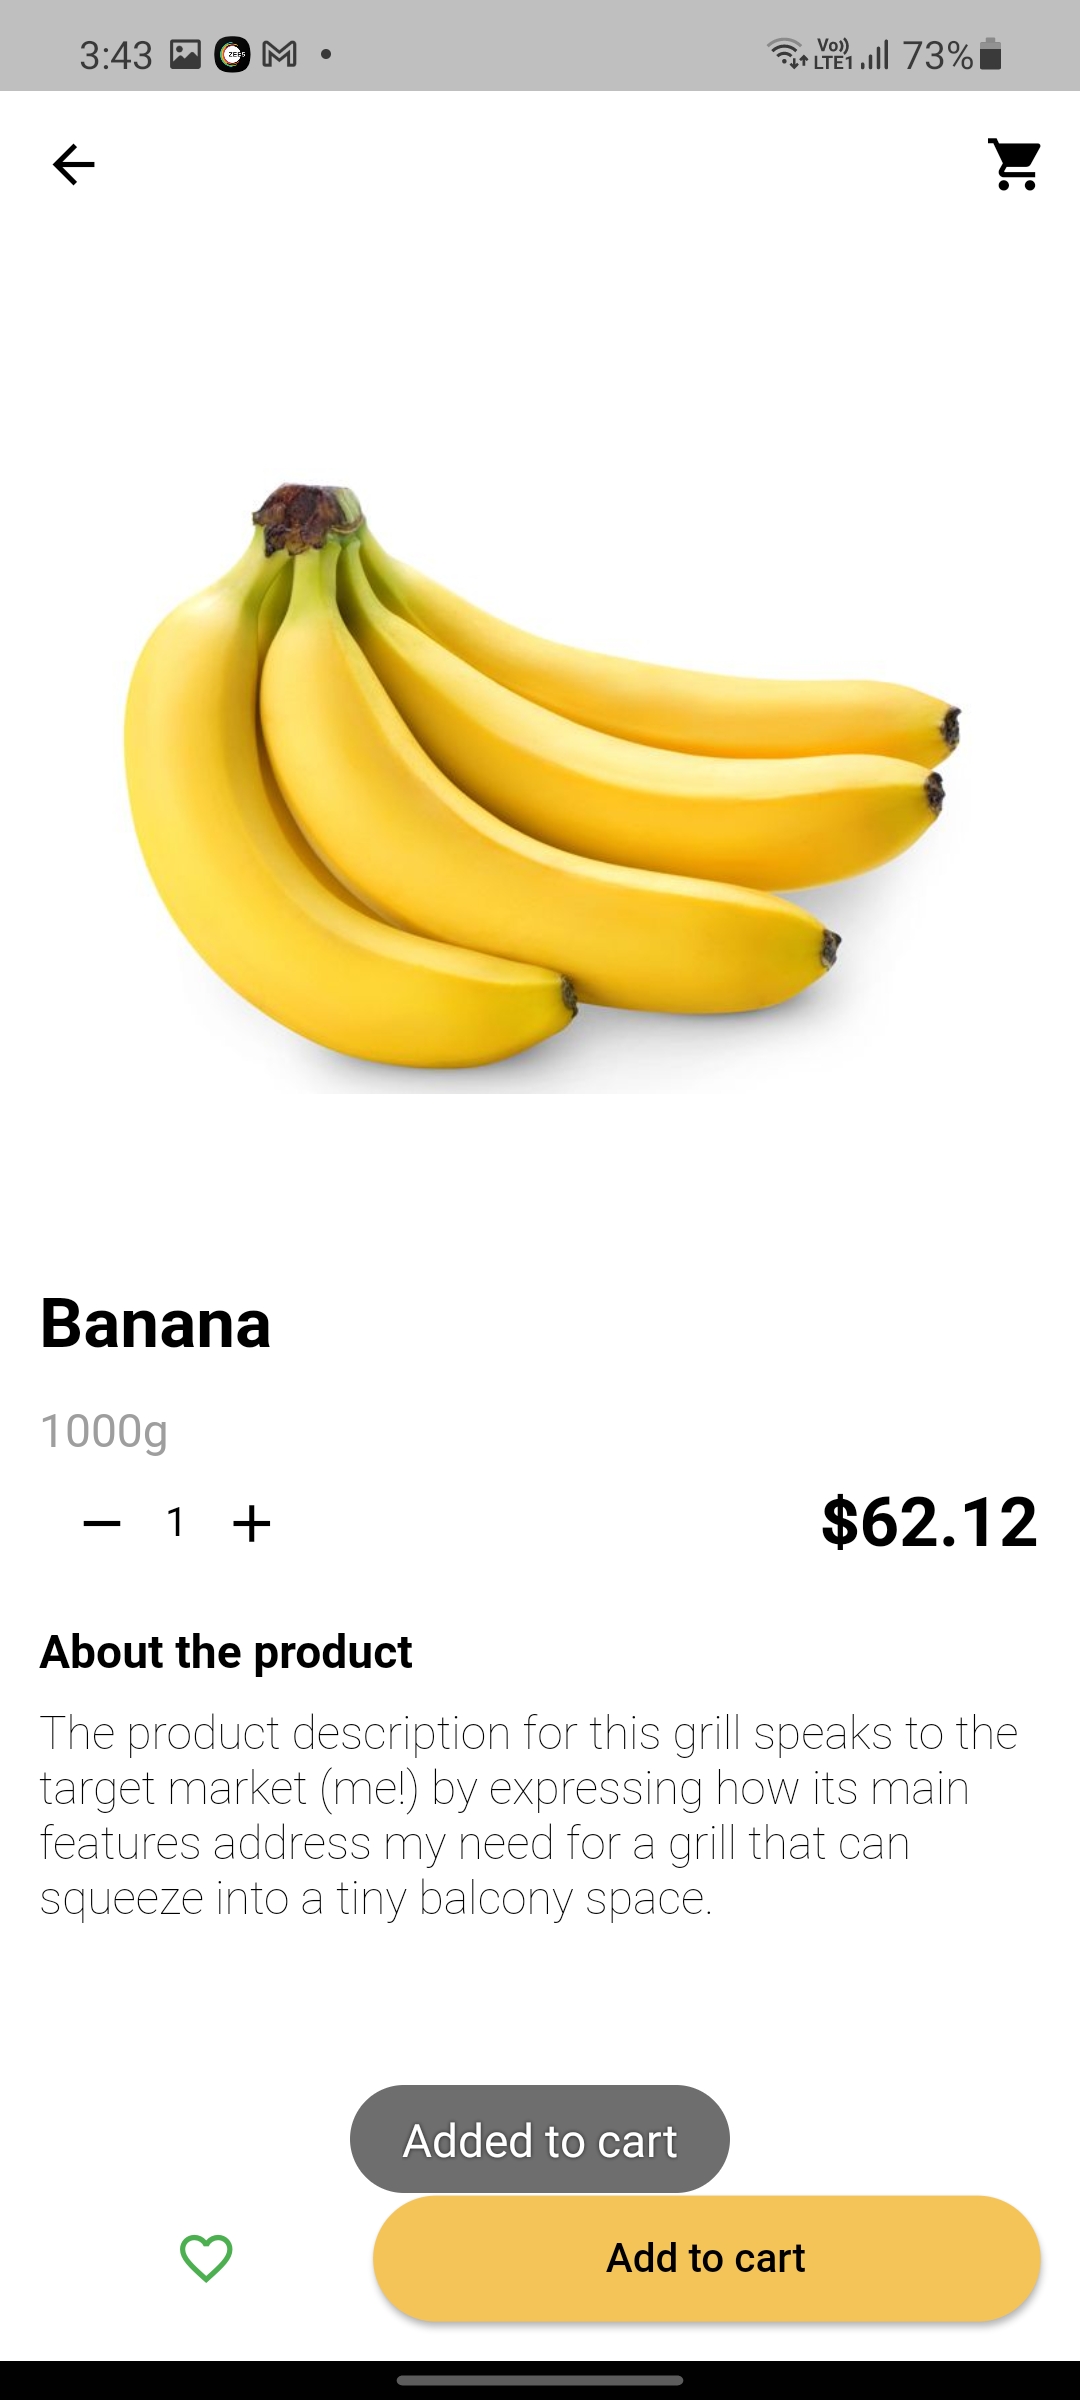 3:43
Vo))
LTE1
73%
Banana
1000g
1
$62.12
About the product
The product description for this grill speaks to the
target market (me!) by expressing how its main
features address my need for a grill that can
squeeze into a tiny balcony space.
Added to cart
Add to cart